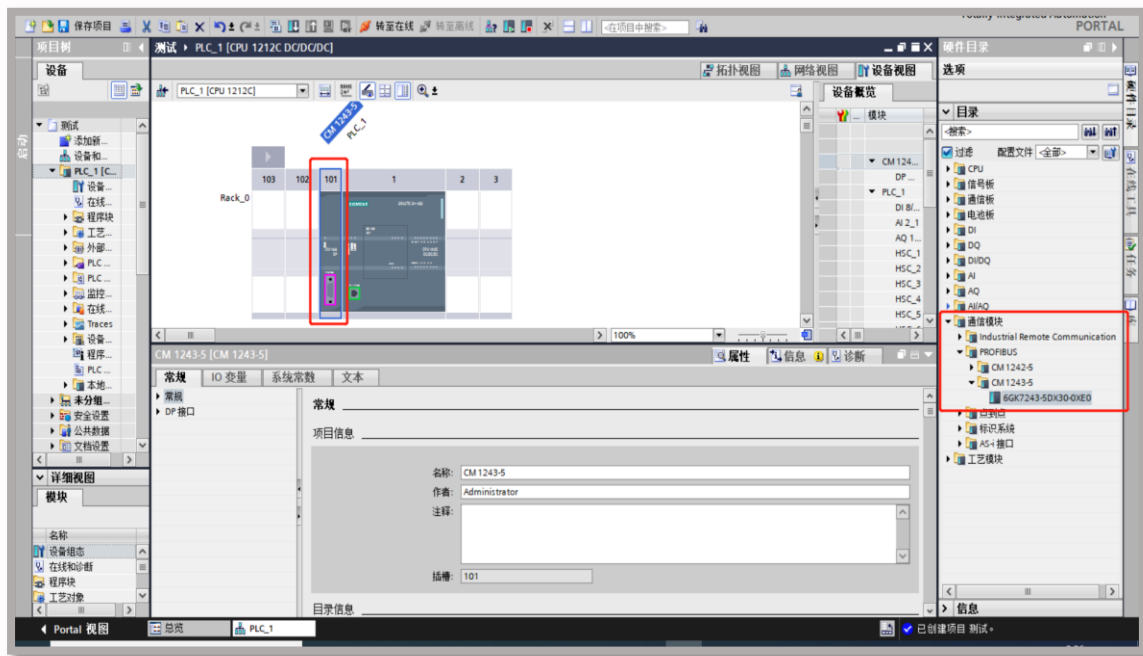 Totally Integrated Automation
PORTAL
保存项目
转至在线
转至离线
<在项目中搜索>
项目树
测试 ▸ PLC_1 [CPU 1212C DC/DC/DC]
硬件目录
设备
拓扑视图
网络视图
设备视图
选项
PLC_1 [CPU 1212C]
设备概览
模块
目录
<搜索>
过滤
配置文件
<全部>
启动
测试
添加新...
设备和...
PLC_1 [C...
设备...
在线...
程序块
工艺...
外部...
PLC ...
PLC ...
监控...
在线...
Traces
设备...
程序...
PLC ...
本地...
未分组...
安全设置
公共数据
文档设置
CM 1243-5
PLC_1
103
102
101
1
2
3
Rack_0
SIEMENS
100%
CM 124...
DP ...
PLC_1
DI 8/...
AI 2_1
AQ 1...
HSC_1
HSC_2
HSC_3
HSC_4
HSC_5
CPU
信号板
通信板
电池板
DI
DQ
DI/DQ
AI
AQ
AI/AQ
通信模块
Industrial Remote Communication
PROFIBUS
CM 1242-5
CM 1243-5
6GK7243-5DX30-0XE0
点到点
标识系统
AS-i 接口
工艺模块
在线工具
任务
CM 1243-5 [CM 1243-5]
属性
信息
诊断
常规
IO 变量
系统常数
文本
常规
DP 接口
常规
项目信息
名称:
CM 1243-5
作者:
Administrator
注释:
插槽:
101
目录信息
详细视图
模块
名称
设备组态
在线和诊断
程序块
工艺对象
信息
Portal 视图
总览
PLC_1
已创建项目 测试。